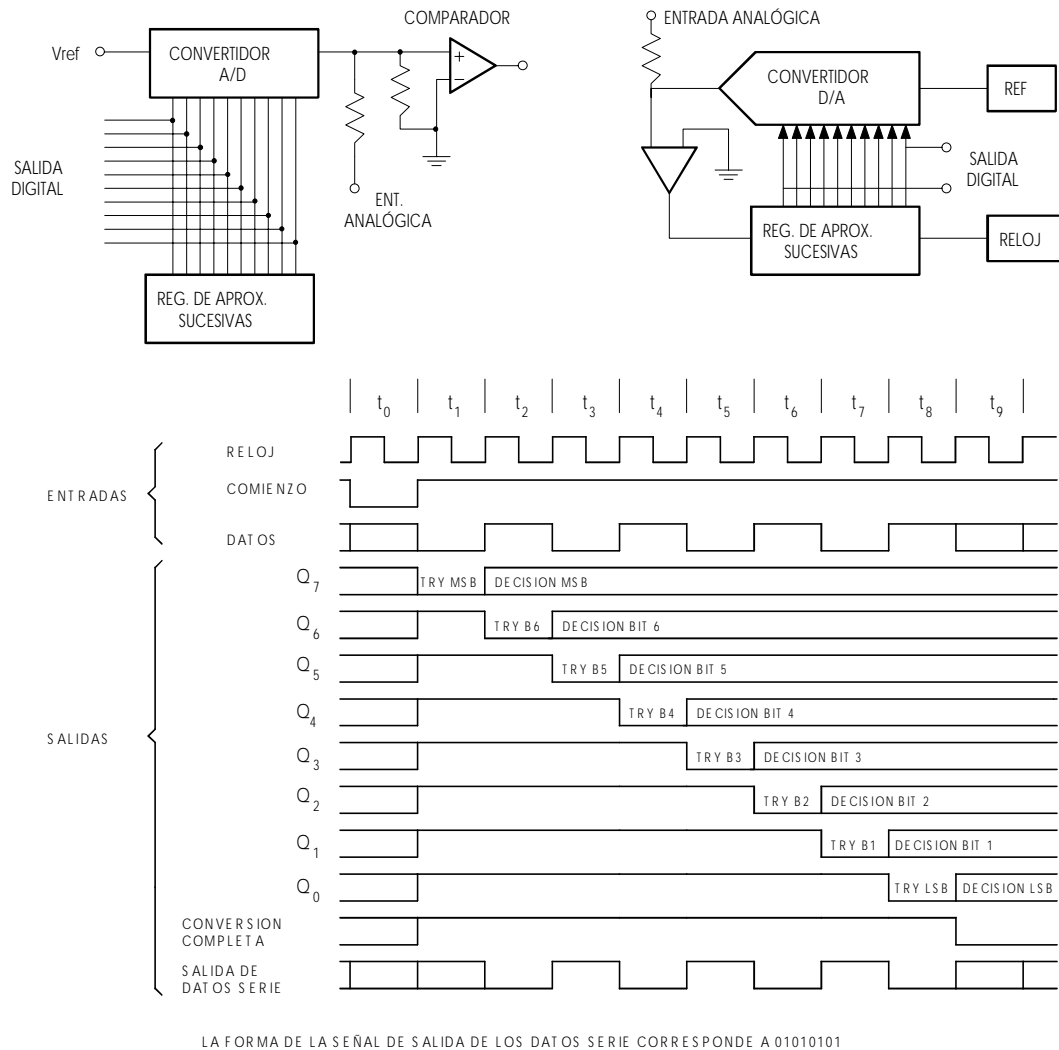 COMPARADOR
Vref
CONVERTIDOR
A/D
SALIDA
DIGITAL
ENT.
ANALÓGICA
REG. DE APROX.
SUCESIVAS
ENTRADA ANALÓGICA
CONVERTIDOR
D/A
REF
SALIDA
DIGITAL
REG. DE APROX.
SUCESIVAS
RELOJ
t0 t1 t2 t3 t4 t5 t6 t7 t8 t9
ENTRADAS
RELOJ
COMIENZO
DATOS
SALIDAS
Q7 TRY MSB DECISION MSB
Q6 TRY B6 DECISION BIT 6
Q5 TRY B5 DECISION BIT 5
Q4 TRY B4 DECISION BIT 4
Q3 TRY B3 DECISION BIT 3
Q2 TRY B2 DECISION BIT 2
Q1 TRY B1 DECISION BIT 1
Q0 TRY LSB DECISION LSB
CONVERSION
COMPLETA
SALIDA DE
DATOS SERIE
LA FORMA DE LA SEÑAL DE SALIDA DE LOS DATOS SERIE CORRESPONDE A 01010101